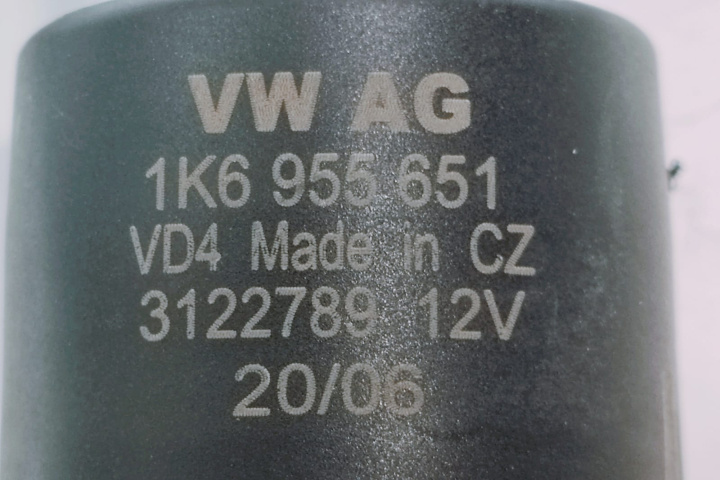 VW AG
1K6 955 651
VD4 Made in CZ
3122789 12V
20/06